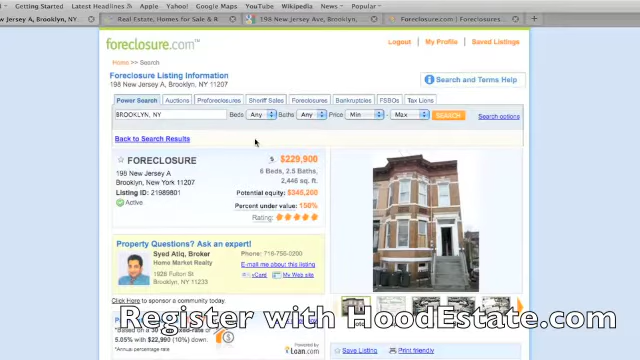 Getting Started
Latest Headlines
Apple
Yahoo!
Google Maps
YouTube
Wikipedia
News
Popular
Jersey A, Brooklyn, NY...
Real Estate, Homes for Sale & R
198 New Jersey Ave, Brooklyn,
Foreclosure.com | Foreclosures
foreclosure.com
Logout My Profile Saved Listings
Home >> Search
Foreclosure Listing Information
198 New Jersey A, Brooklyn, NY 11207
Search and Terms Help
Power Search Auctions Preforeclosures Sheriff Sales Foreclosures Bankruptcies FSBOs Tax Liens
BROOKLYN, NY Beds Any Baths Any Price Min - Max SEARCH Search options
Back to Search Results
FORECLOSURE
198 New Jersey A
Brooklyn, New York 11207
Listing ID: 21989801
Active
$ $229,900
6 Beds, 2.5 Baths,
2,446 sq. ft.
Potential equity: $345,200
Percent under value: 150%
Rating:
Property Questions? Ask an expert!
Syed Atiq, Broker
Home Market Realty
1828 Fulton St
Brooklyn, NY 11233
Phone: 718-750-0200
E-mail me about this listing
vCard My Web site
Click Here to sponsor a community today.
Register with HoodEstate.com
5.05% with $22,990 (10%) down.
*Annual percentage rate
Powered by
Loan.com
Save Listing Print friendly